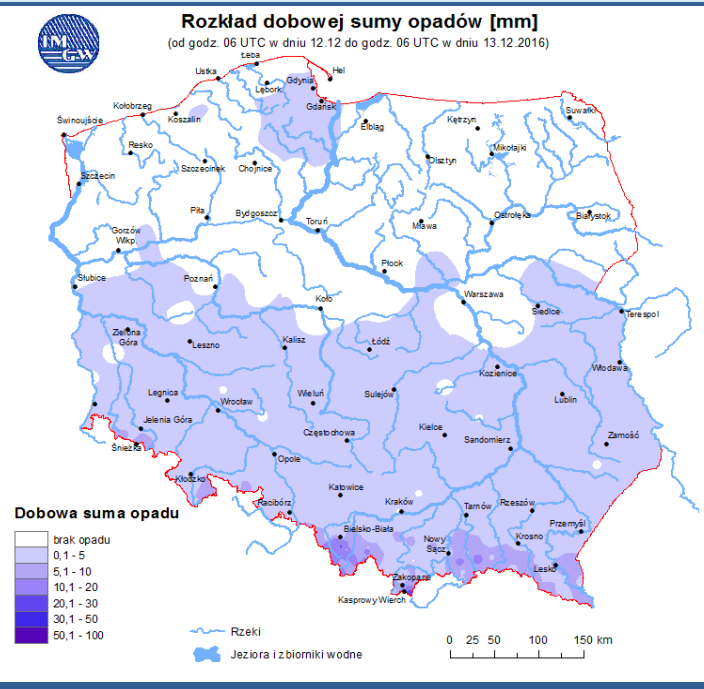 Rozkład dobowej sumy opadów [mm]
(od godz. 06 UTC w dniu 12.12 do godz. 06 UTC w dniu 13.12.2016)
IM
GW
Łeba
Hel
Ustka
Gdynia
Lębork
Gdańsk
Kołobrzeg
Koszalin
Suwałki
Świnoujście
Elbląg
Kętrzyn
Resko
Mikołajki
Olsztyn
Szczecinek
Chojnice
Szczecin
Piła
Bydgoszcz
Toruń
Mława
Ostrołęka
Białystok
Gorzów
Wlkp.
Płock
Słubice
Poznań
Koło
Warszawa
Siedlce
Terespol
Zielona
Góra
Leszno
Kalisz
Łódź
Kozienice
Włodawa
Legnica
Wrocław
Wieluń
Sulejów
Lublin
Jelenia Góra
Częstochowa
Kielce
Sandomierz
Zamość
Śnieżka
Opole
Kłodzko
Katowice
Racibórz
Kraków
Tarnów
Rzeszów
Bielsko-Biała
Przemyśl
Nowy
Sącz
Krosno
Lesko
Zakopane
Kasprowy Wierch
Dobowa suma opadu
brak opadu
0,1 - 5
5,1 - 10
10,1 - 20
20,1 - 30
30,1 - 50
50,1 - 100
Rzeki
Jeziora i zbiorniki wodne
0 25 50 100 150 km